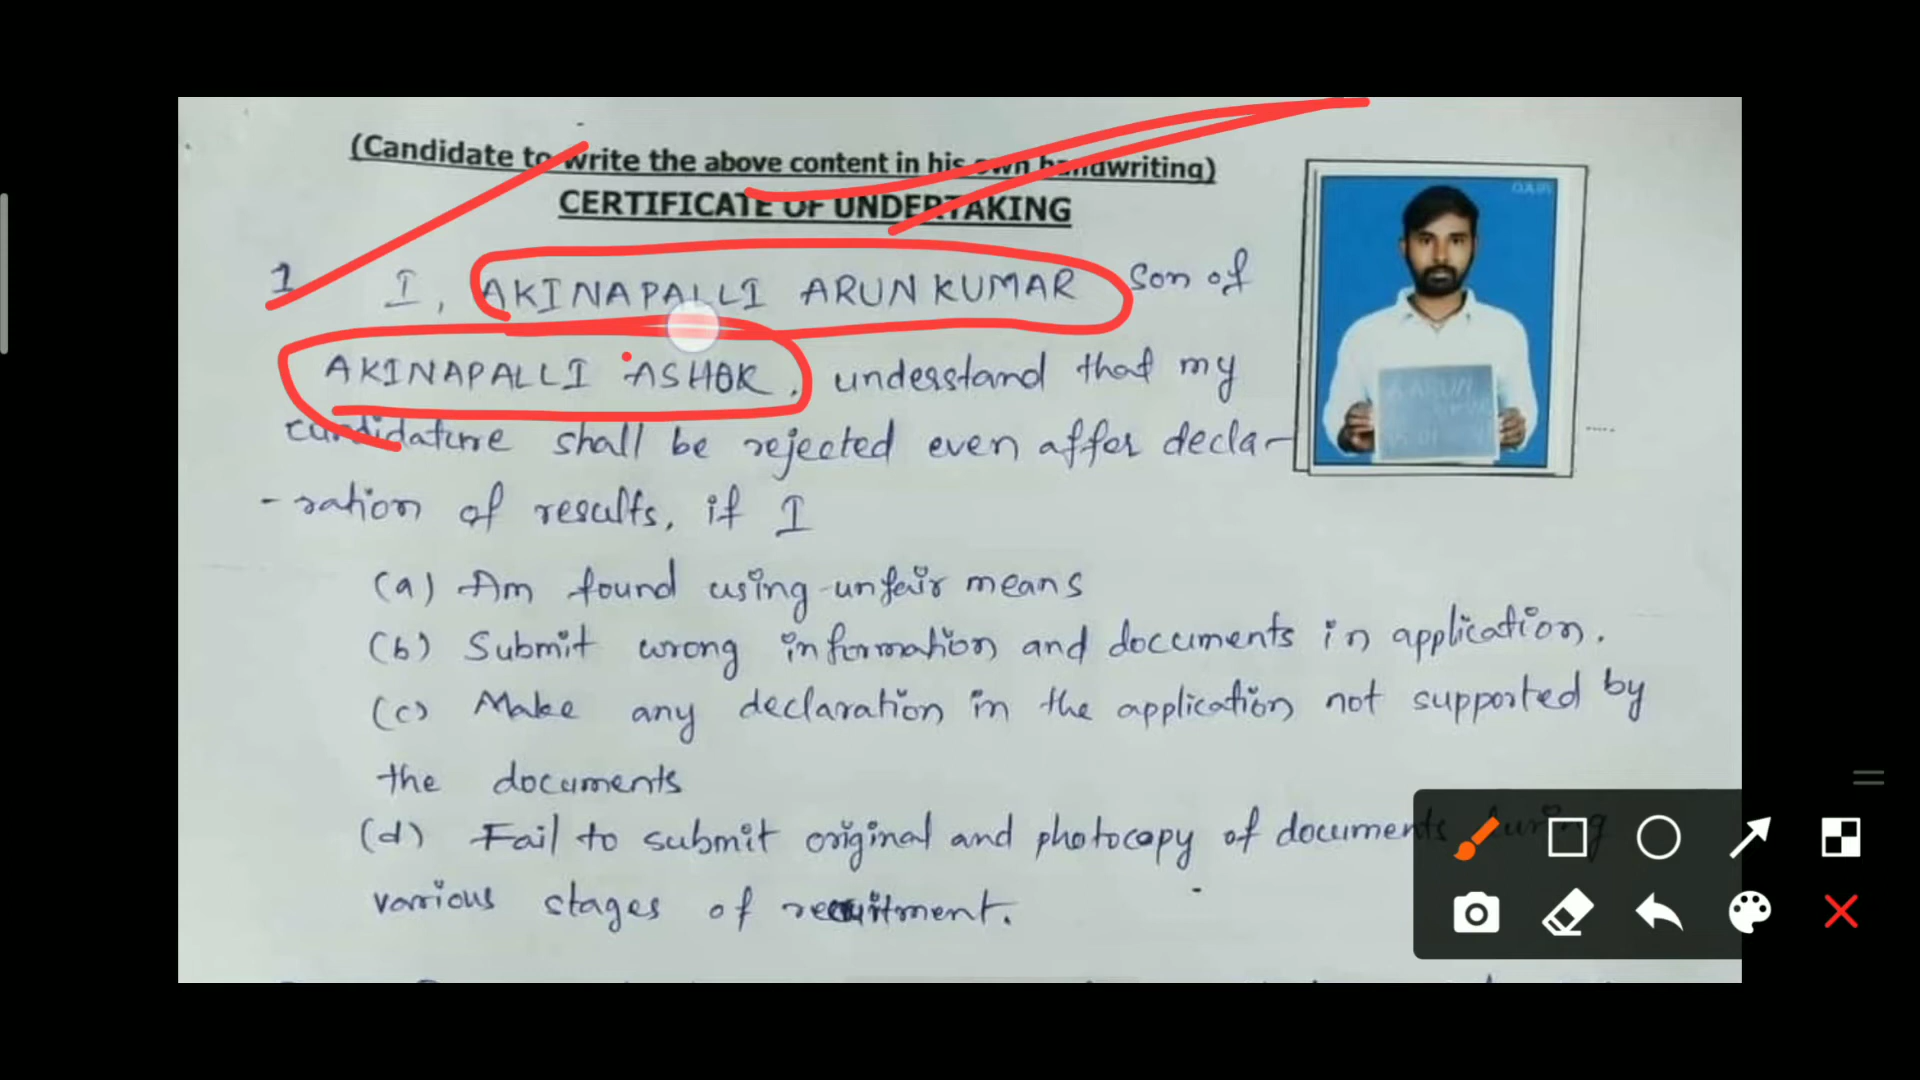 (Candidate to write the above content in his own handwriting)
CERTIFICATE OF UNDERTAKING
1 I, AKINAPALLI ARUN KUMAR Son of
AKINAPALLI ASHOK, understand that my
candidature shall be rejected even after decla-
-ration of results, if I
(a) Am found using unfair means
(b) Submit wrong information and documents in application.
(c) Make any declaration in the application not supported by
the documents
(d) Fail to submit original and photocopy of documents during
various stages of recruitment.